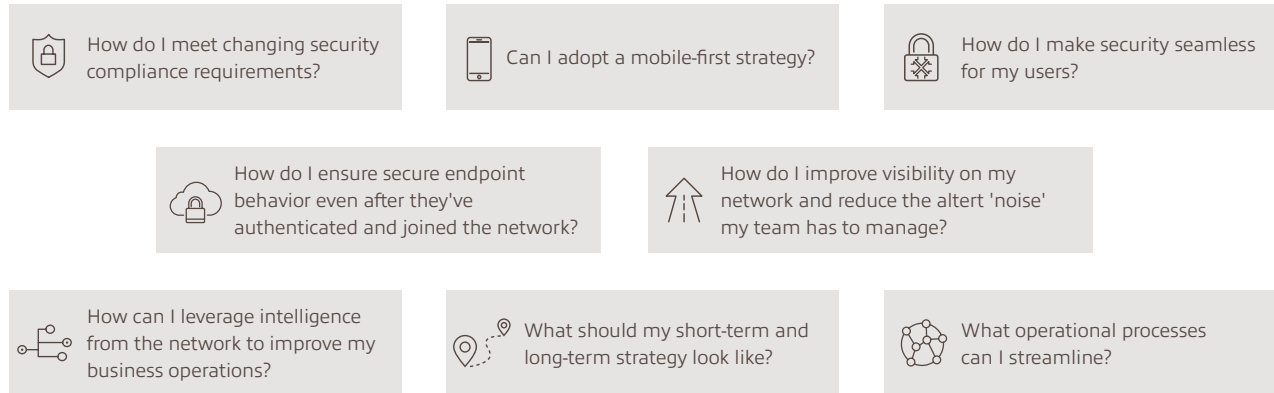 How do I meet changing security
compliance requirements?
Can I adopt a mobile-first strategy?
How do I make security seamless
for my users?
How do I ensure secure endpoint
behavior even after they've
authenticated and joined the network?
How do I improve visibility on my
network and reduce the altert 'noise'
my team has to manage?
How can I leverage intelligence
from the network to improve my
business operations?
What should my short-term and
long-term strategy look like?
What operational processes
can I streamline?